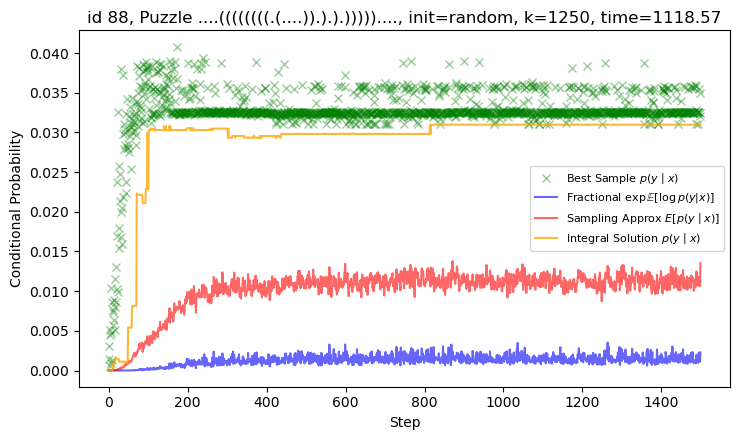 id 88, Puzzle ....((((((((.(....)).).).)))))...., init=random, k=1250, time=1118.57
Conditional Probability
0.040
0.035
0.030
0.025
0.020
0.015
0.010
0.005
0.000
Best Sample p(y | x)
Fractional exp𝔼[log p(y|x)]
Sampling Approx E[p(y | x)]
Integral Solution p(y | x)
0 200 400 600 800 1000 1200 1400
Step